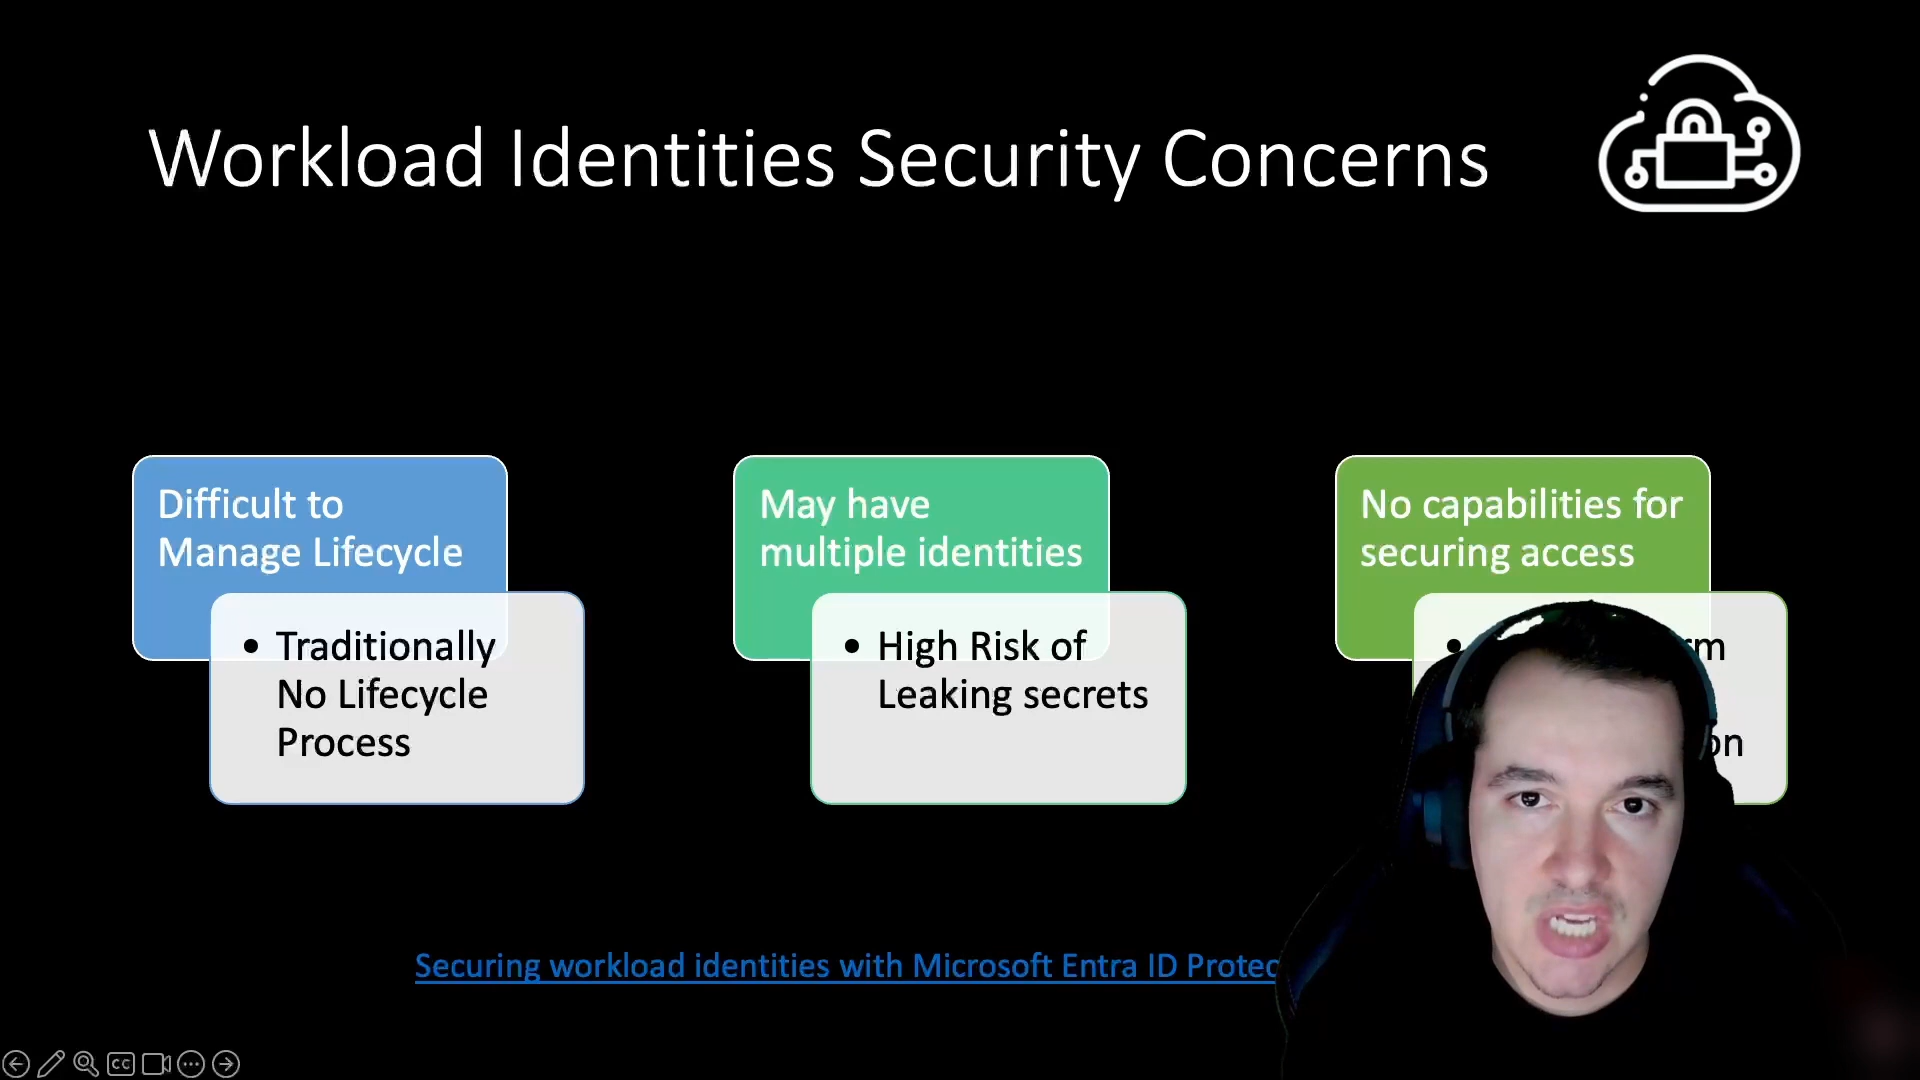 Workload Identities Security Concerns
Difficult to
Manage Lifecycle
• Traditionally
No Lifecycle
Process
May have
multiple identities
• High Risk of
Leaking secrets
No capabilities for
securing access
•
Securing workload identities with Microsoft Entra ID
CC